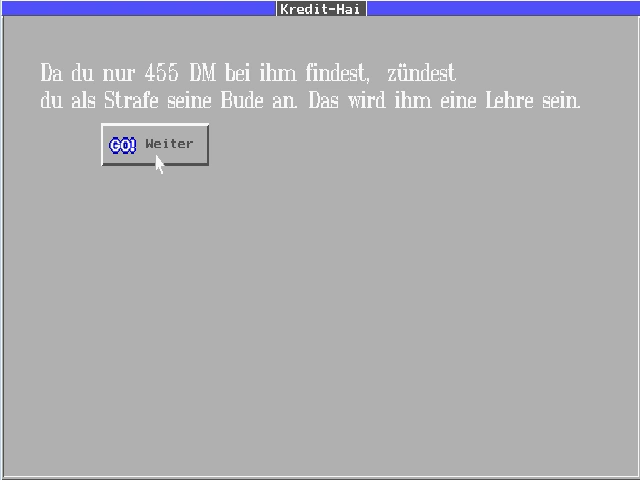 Kredit-Hai
Da du nur 455 DM bei ihm findest, zündest
du als Strafe seine Bude an. Das wird ihm eine Lehre sein.
GO! Weiter